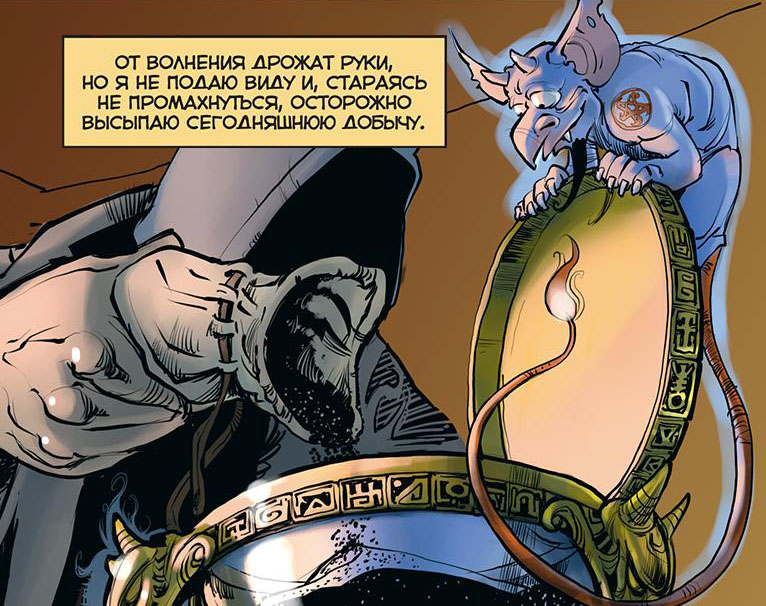 ОТ ВОЛНЕНИЯ ДРОЖАТ РУКИ,
НО Я НЕ ПОДАЮ ВИДУ И, СТАРАЯСЬ
НЕ ПРОМАХНУТЬСЯ, ОСТОРОЖНО
ВЫСЫПАЮ СЕГОДНЯШНЮЮ ДОБЫЧУ.